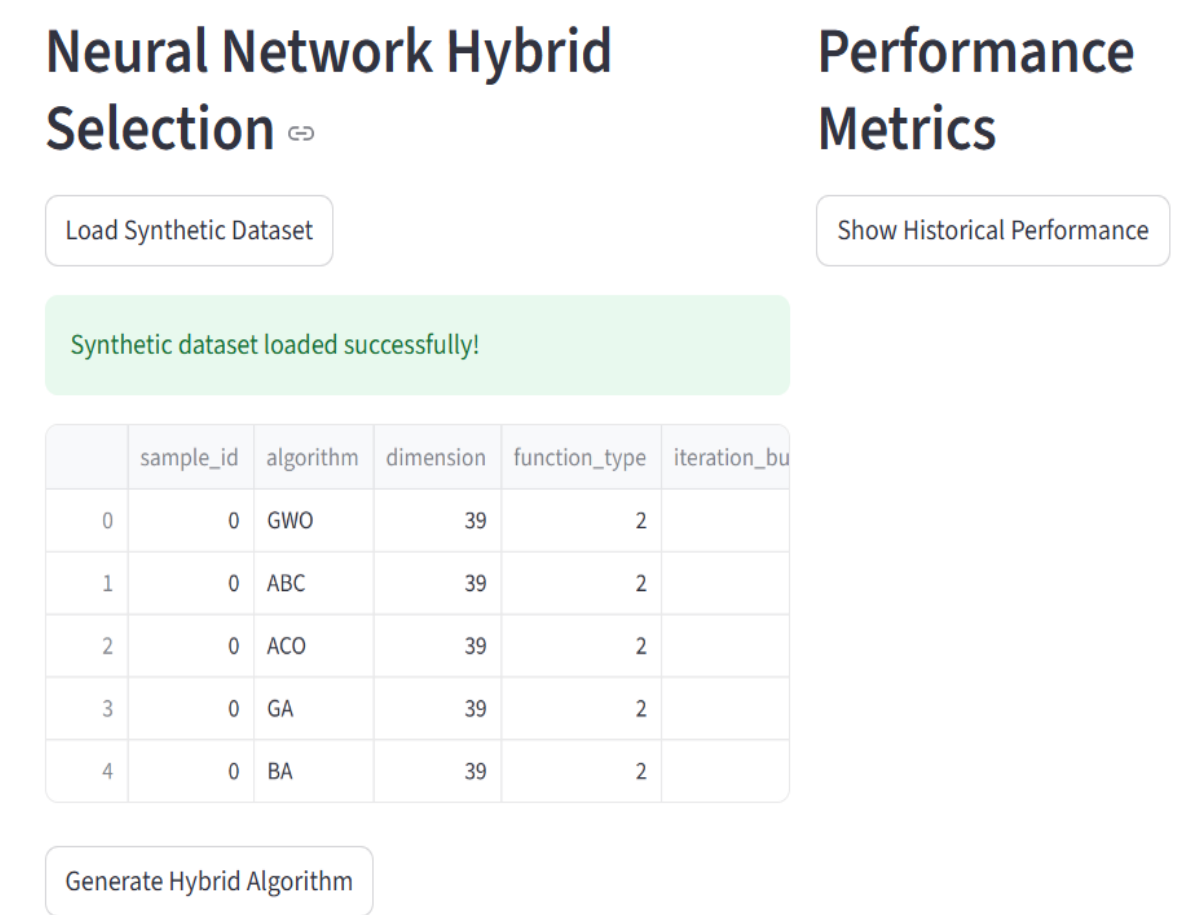 Neural Network Hybrid
Selection
Load Synthetic Dataset
Synthetic dataset loaded successfully!
sample_id algorithm dimension function_type iteration_bu
0 0 GWO 39 2
1 0 ABC 39 2
2 0 ACO 39 2
3 0 GA 39 2
4 0 BA 39 2
Generate Hybrid Algorithm
Performance
Metrics
Show Historical Performance